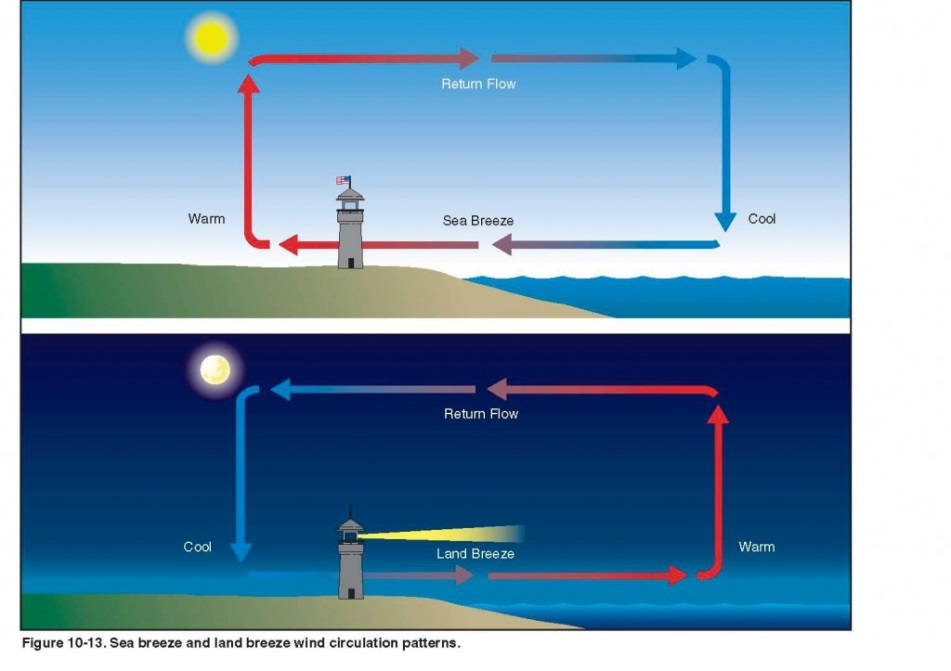 Return Flow
Warm
Sea Breeze
Cool
Return Flow
Cool
Land Breeze
Warm
Figure 10-13. Sea breeze and land breeze wind circulation patterns.